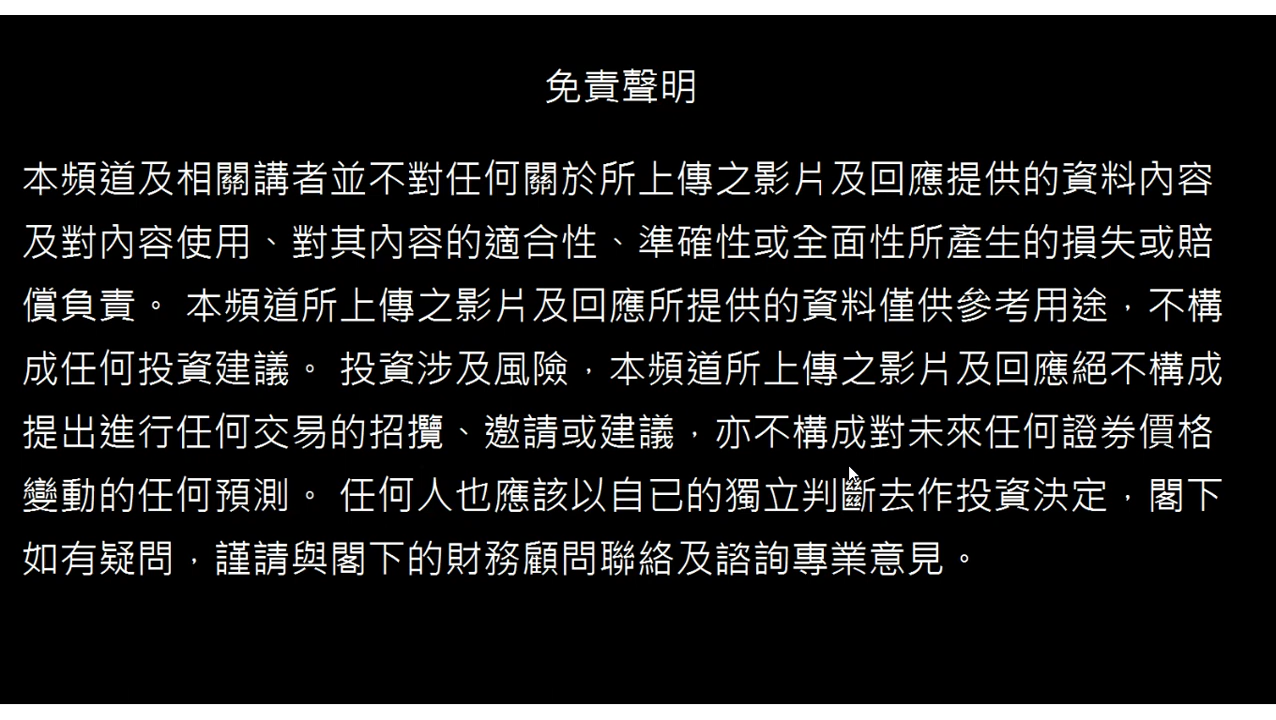 免責聲明
本頻道及相關講者並不對任何關於所上傳之影片及回應提供的資料內容
及對內容使用、對其內容的適合性、準確性或全面性所產生的損失或賠
償負責。 本頻道所上傳之影片及回應所提供的資料僅供參考用途，不構
成任何投資建議。 投資涉及風險，本頻道所上傳之影片及回應絕不構成
提出進行任何交易的招攬、邀請或建議，亦不構成對未來任何證券價格
變動的任何預測。 任何人也應該以自已的獨立判斷去作投資決定，閣下
如有疑問，謹請與閣下的財務顧問聯絡及諮詢專業意見。